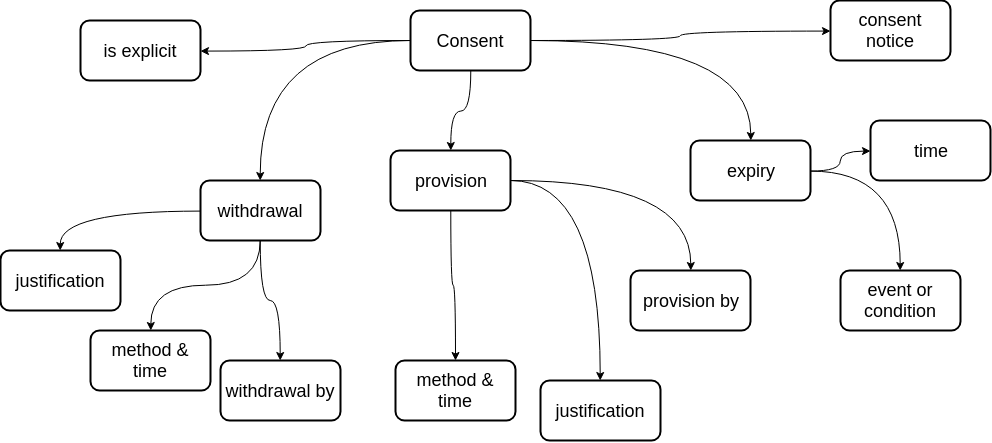 consent
notice
Consent
is explicit
time
expiry
provision
withdrawal
justification
provision by
event or
condition
method &
time
withdrawal by
method &
time
justification